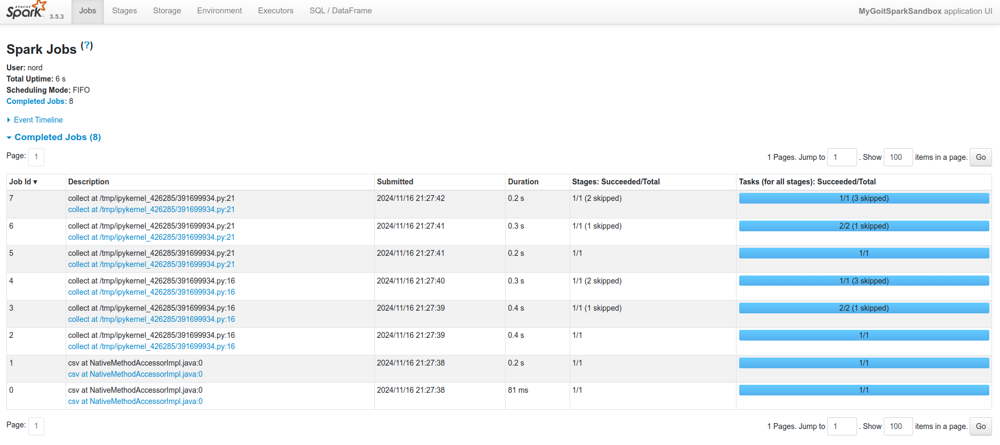 APACHE
Spark 3.5.3 Jobs Stages Storage Environment Executors SQL / DataFrame MyGoitSparkSandbox application UI
Spark Jobs (?)
User: nord
Total Uptime: 6 s
Scheduling Mode: FIFO
Completed Jobs: 8
Event Timeline
Completed Jobs (8)
Page: 1 1 Pages. Jump to 1 . Show 100 items in a page. Go
Job Id ▾ Description Submitted Duration Stages: Succeeded/Total Tasks (for all stages): Succeeded/Total
7 collect at /tmp/ipykernel_426285/391699934.py:21 2024/11/16 21:27:42 0.2 s 1/1 (2 skipped) 1/1 (3 skipped)
collect at /tmp/ipykernel_426285/391699934.py:21
6 collect at /tmp/ipykernel_426285/391699934.py:21 2024/11/16 21:27:41 0.3 s 1/1 (1 skipped) 2/2 (1 skipped)
collect at /tmp/ipykernel_426285/391699934.py:21
5 collect at /tmp/ipykernel_426285/391699934.py:21 2024/11/16 21:27:41 0.2 s 1/1 1/1
collect at /tmp/ipykernel_426285/391699934.py:21
4 collect at /tmp/ipykernel_426285/391699934.py:16 2024/11/16 21:27:40 0.3 s 1/1 (2 skipped) 1/1 (3 skipped)
collect at /tmp/ipykernel_426285/391699934.py:16
3 collect at /tmp/ipykernel_426285/391699934.py:16 2024/11/16 21:27:39 0.4 s 1/1 (1 skipped) 2/2 (1 skipped)
collect at /tmp/ipykernel_426285/391699934.py:16
2 collect at /tmp/ipykernel_426285/391699934.py:16 2024/11/16 21:27:39 0.4 s 1/1 1/1
collect at /tmp/ipykernel_426285/391699934.py:16
1 csv at NativeMethodAccessorImpl.java:0 2024/11/16 21:27:38 0.2 s 1/1 1/1
csv at NativeMethodAccessorImpl.java:0
0 csv at NativeMethodAccessorImpl.java:0 2024/11/16 21:27:38 81 ms 1/1 1/1
csv at NativeMethodAccessorImpl.java:0
Page: 1 1 Pages. Jump to 1 . Show 100 items in a page. Go